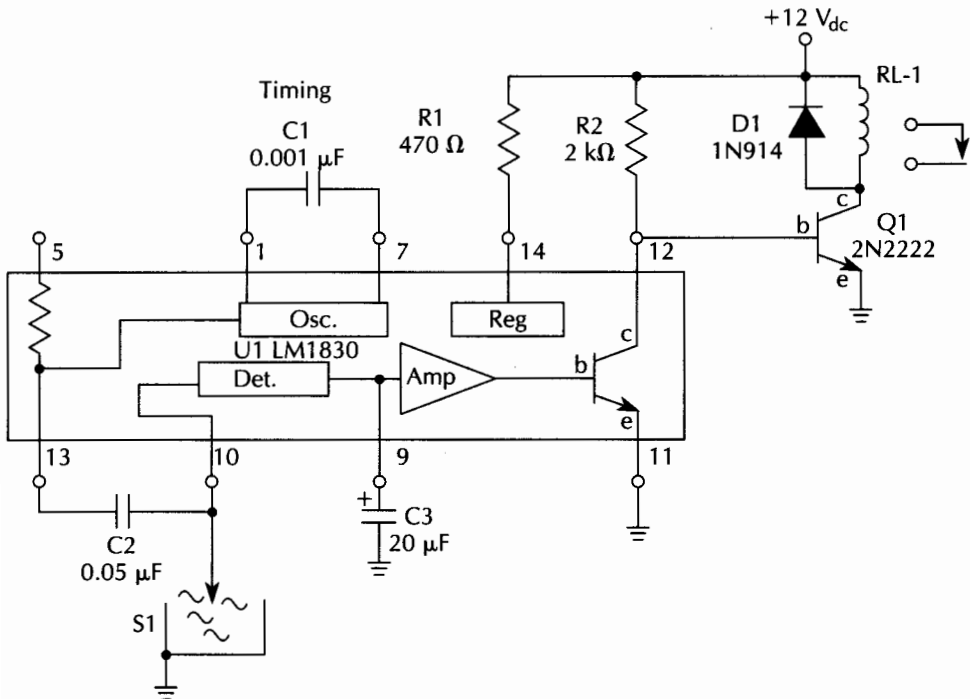 +12 Vdc
RL-1
Timing
C1
0.001 µF
R1
470 Ω
R2
2 kΩ
D1
1N914
c
b
Q1
2N2222
e
5
1
7
14
12
Osc.
Reg
U1 LM1830
Det.
Amp
c
b
e
13
10
9
11
C2
0.05 µF
+
C3
20 µF
S1